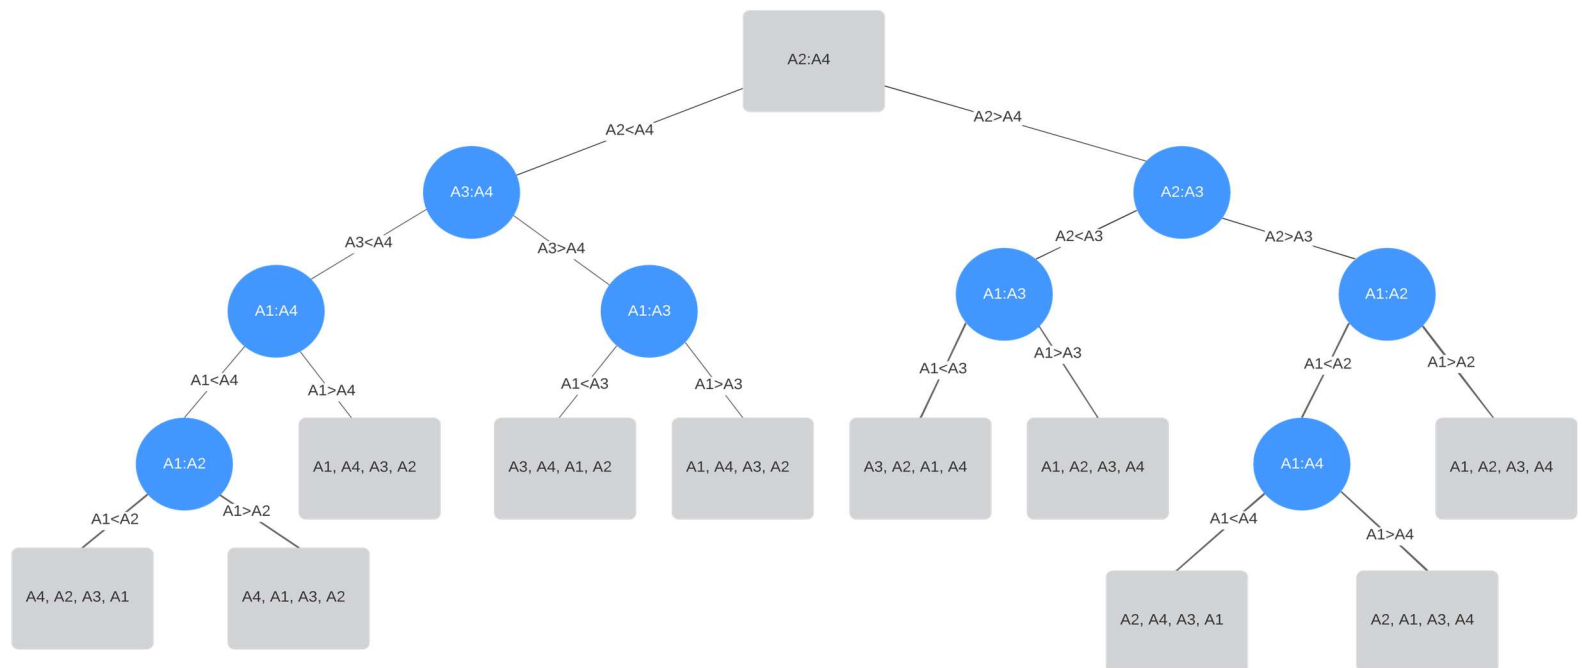 A2:A4
A2<A4
A2>A4
A3:A4
A2:A3
A3<A4
A3>A4
A2<A3
A2>A3
A1:A4
A1:A3
A1:A3
A1:A2
A1<A4
A1>A4
A1<A3
A1>A3
A1<A3
A1>A3
A1<A2
A1>A2
A1:A2
A1, A4, A3, A2
A3, A4, A1, A2
A1, A4, A3, A2
A3, A2, A1, A4
A1, A2, A3, A4
A1:A4
A1, A2, A3, A4
A1<A2
A1>A2
A1<A4
A1>A4
A4, A2, A3, A1
A4, A1, A3, A2
A2, A4, A3, A1
A2, A1, A3, A4